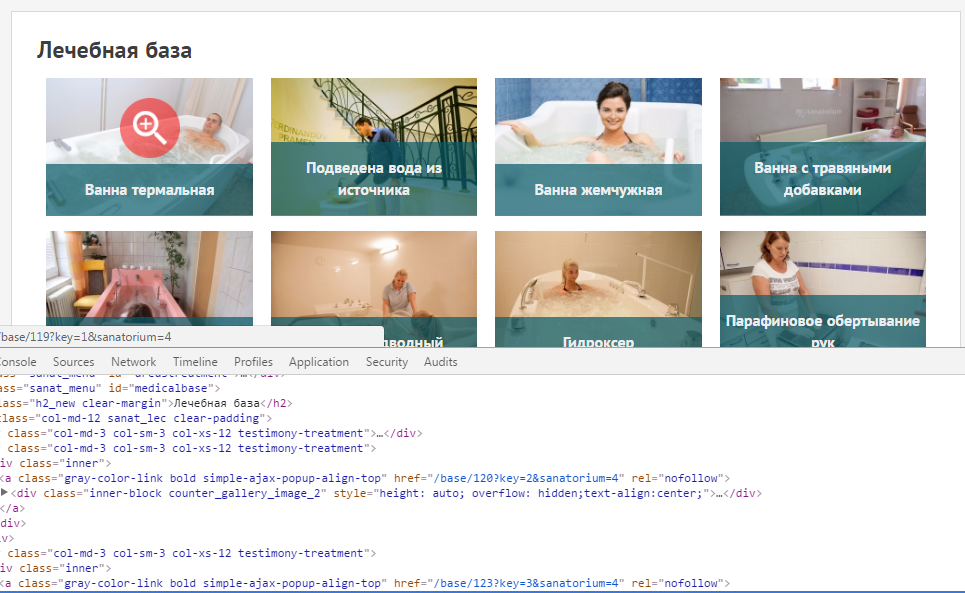 Лечебная база
Ванна термальная
Подведена вода из
источника
Ванна жемчужная
Ванна с травяными
добавками
Гидроксер
Парафиновое обертывание
рук
/base/119?key=1&sanatorium=4
Console Sources Network Timeline Profiles Application Security Audits
ass="sanat_menu" id="medicalbase">
lass="h2_new clear-margin">Лечебная база</h2>
class="col-md-12 sanat_lec clear-padding">
class="col-md-3 col-sm-3 col-xs-12 testimony-treatment">…</div>
class="col-md-3 col-sm-3 col-xs-12 testimony-treatment">
iv class="inner">
<a class="gray-color-link bold simple-ajax-popup-align-top" href="/base/120?key=2&sanatorium=4" rel="nofollow">
<div class="inner-block counter_gallery_image_2" style="height: auto; overflow: hidden;text-align:center;">…</div>
</a>
div>
v>
class="col-md-3 col-sm-3 col-xs-12 testimony-treatment">
iv class="inner">
<a class="gray-color-link bold simple-ajax-popup-align-top" href="/base/123?key=3&sanatorium=4" rel="nofollow">